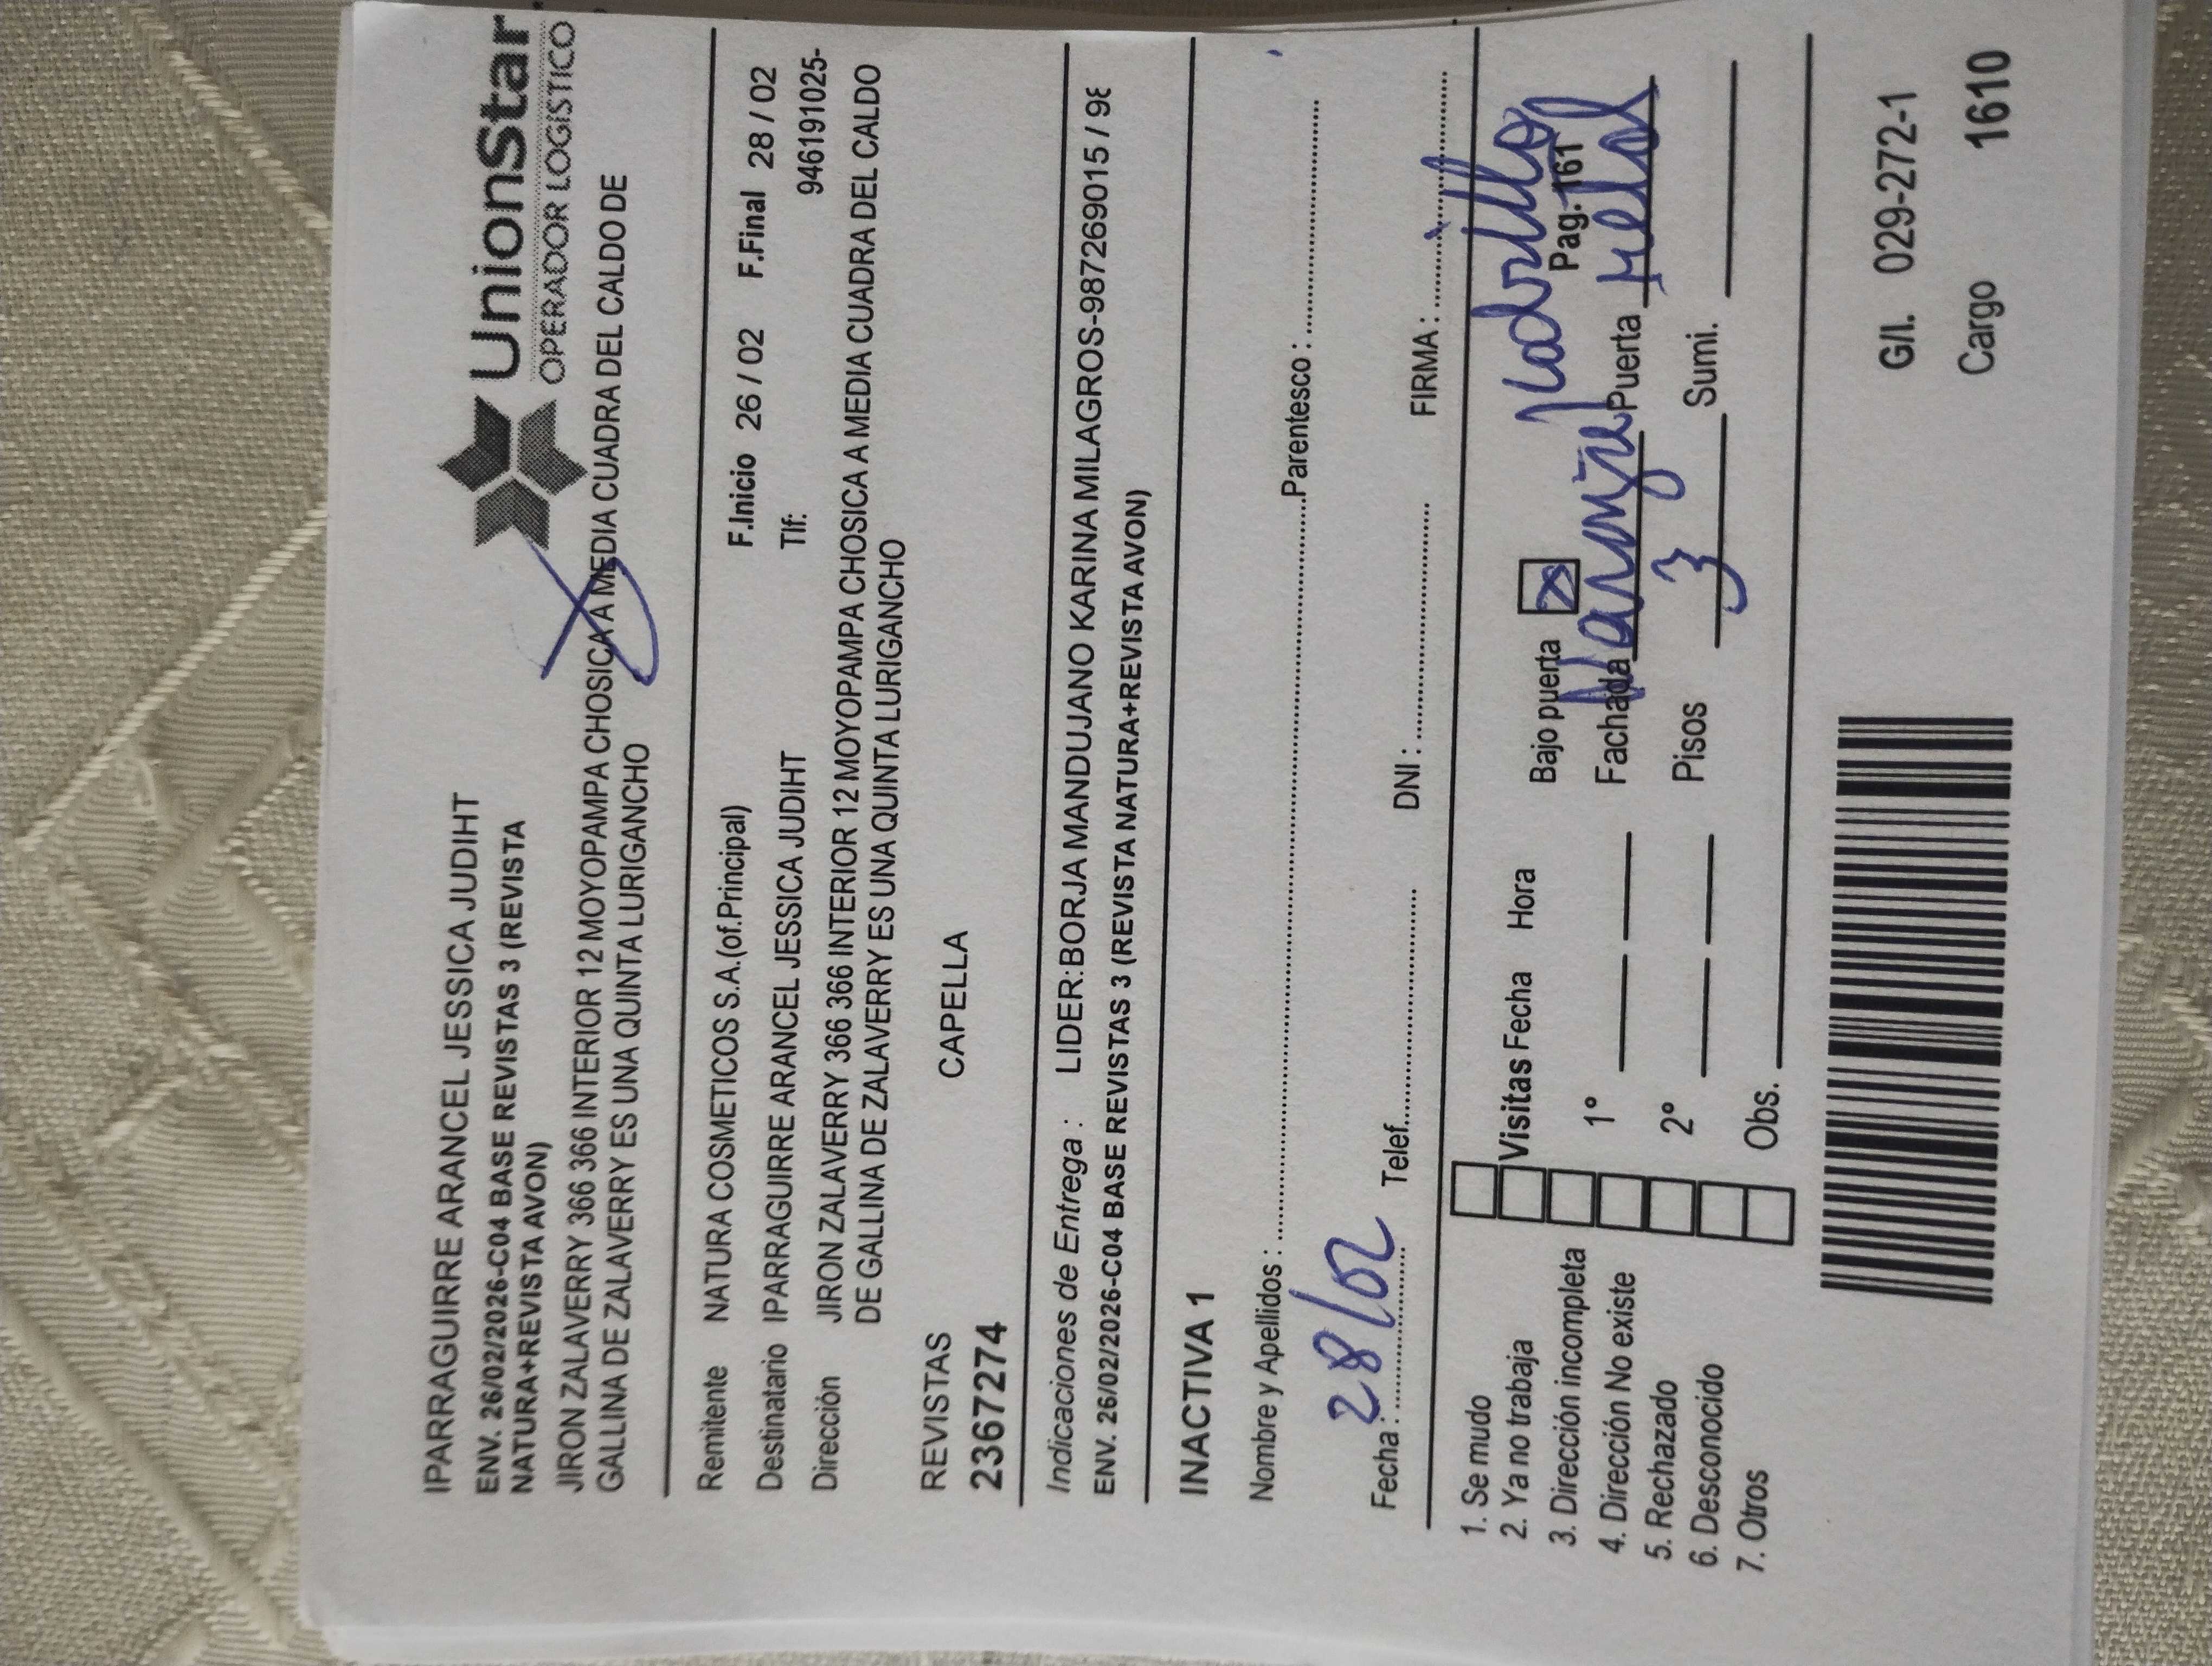 UnionStar
OPERADOR LOGÍSTICO
IPARRAGUIRRE ARANCEL JESSICA JUDIHT
ENV. 26/02/2026-C04 BASE REVISTAS 3 (REVISTA
NATURA+REVISTA AVON)
JIRON ZALAVERRY 366 366 INTERIOR 12 MOYOPAMPA CHOSICA A MEDIA CUADRA DEL CALDO DE
GALLINA DE ZALAVERRY ES UNA QUINTA LURIGANCHO
Remitente NATURA COSMETICOS S.A.(of.Principal) F.Inicio 26 / 02 F.Final 28 / 02
Destinatario IPARRAGUIRRE ARANCEL JESSICA JUDIHT Tlf: 946191025-
Dirección JIRON ZALAVERRY 366 366 INTERIOR 12 MOYOPAMPA CHOSICA A MEDIA CUADRA DEL CALDO
DE GALLINA DE ZALAVERRY ES UNA QUINTA LURIGANCHO
REVISTAS CAPELLA
2367274
Indicaciones de Entrega : LIDER:BORJA MANDUJANO KARINA MILAGROS-987269015 / 98
ENV. 26/02/2026-C04 BASE REVISTAS 3 (REVISTA NATURA+REVISTA AVON)
INACTIVA 1
Nombre y Apellidos : Parentesco :
Fecha : 28/02 Telef. DNI : FIRMA :
1. Se mudo
2. Ya no trabaja
3. Dirección incompleta
4. Dirección No existe
5. Rechazado
6. Desconocido
7. Otros
Visitas Fecha Hora
1°
2°
Obs.
Bajo puerta X ladrillo
Pag. 161
Fachada Naranja Puerta Metal
Pisos 3 Sumi.
G/I. 029-272-1
Cargo 1610